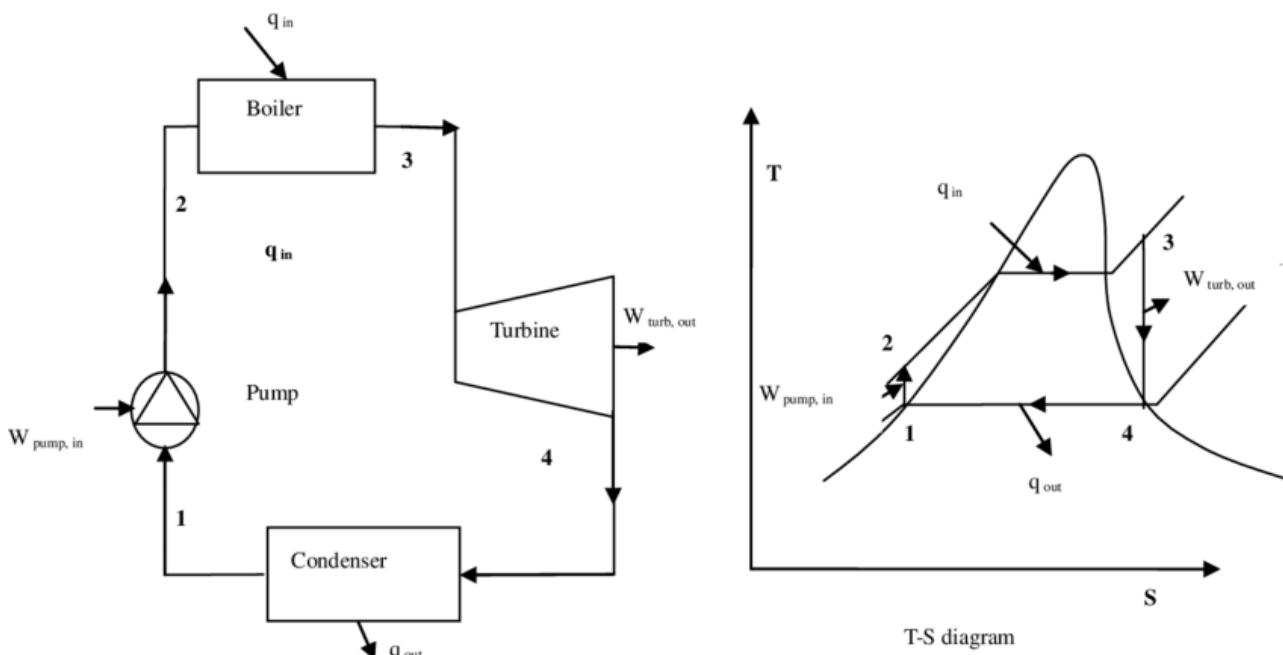 q in
Boiler
3
2
q in
Turbine
W turb, out
Pump
W pump, in
4
1
Condenser
q out
T
q in
3
W turb, out
2
W pump, in
1
4
q out
S
T-S diagram